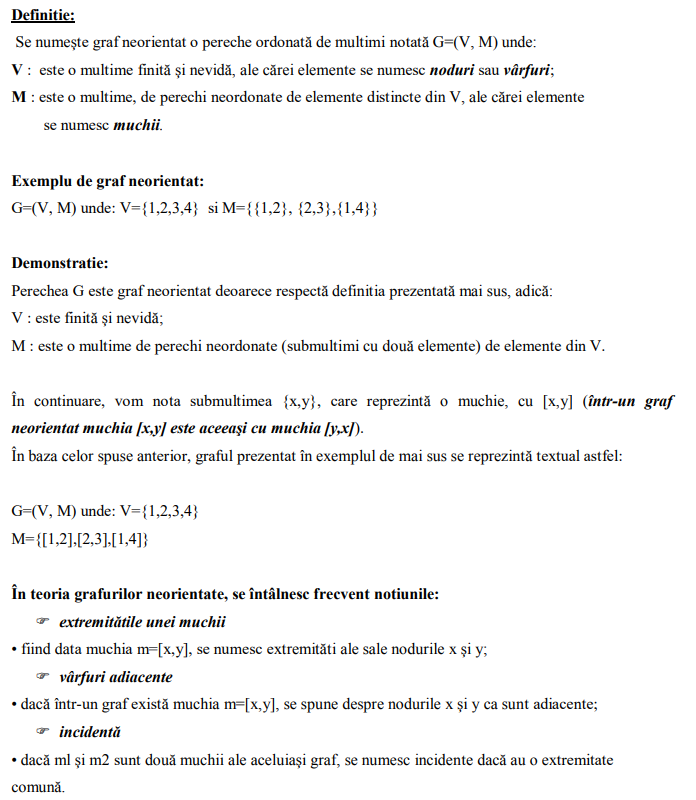 Definitie:
Se numeşte graf neorientat o pereche ordonată de multimi notată G=(V, M) unde:
V : este o multime finită şi nevidă, ale cărei elemente se numesc noduri sau vârfuri;
M : este o multime, de perechi neordonate de elemente distincte din V, ale cărei elemente
se numesc muchii.
Exemplu de graf neorientat:
G=(V, M) unde: V={1,2,3,4} si M={{1,2}, {2,3},{1,4}}
Demonstratie:
Perechea G este graf neorientat deoarece respectă definitia prezentată mai sus, adică:
V : este finită şi nevidă;
M : este o multime de perechi neordonate (submultimi cu două elemente) de elemente din V.
În continuare, vom nota submultimea {x,y}, care reprezintă o muchie, cu [x,y] (într-un graf
neorientat muchia [x,y] este aceeaşi cu muchia [y,x]).
În baza celor spuse anterior, graful prezentat în exemplul de mai sus se reprezintă textual astfel:
G=(V, M) unde: V={1,2,3,4}
M={[1,2],[2,3],[1,4]}
În teoria grafurilor neorientate, se întâlnesc frecvent notiunile:
☞ extremitătile unei muchii
• fiind data muchia m=[x,y], se numesc extremităti ale sale nodurile x şi y;
☞ vârfuri adiacente
• dacă într-un graf există muchia m=[x,y], se spune despre nodurile x şi y ca sunt adiacente;
☞ incidentă
• dacă ml şi m2 sunt două muchii ale aceluiaşi graf, se numesc incidente dacă au o extremitate
comună.